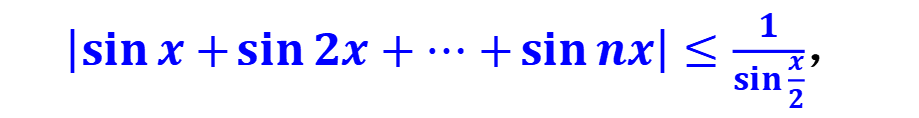 |sin x + sin 2x + ⋯ + sin nx| ≤ 1/(sin x/2),